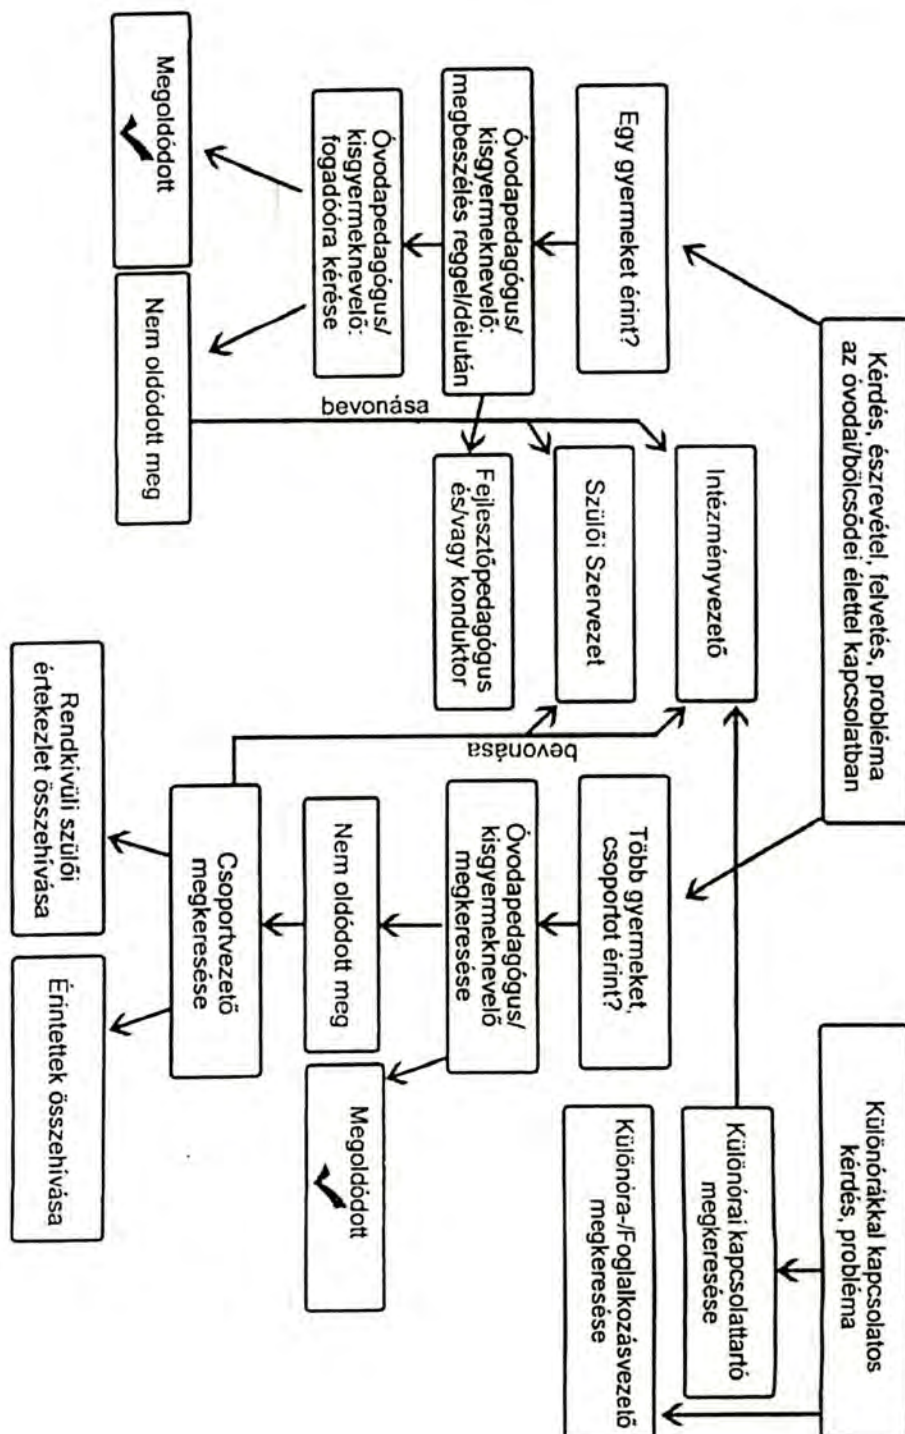 Kérdés, észrevétel, felvetés, probléma
az óvodai/bölcsődei élettel kapcsolatban
Különórákkal kapcsolatos
kérdés, probléma
Egy gyermeket érint?
Intézményvezető
Több gyermeket,
csoportot érint?
Különórai kapcsolattartó
megkeresése
Óvodapedagógus/
kisgyermeknevelő:
megbeszélés reggel/délután
Szülői Szervezet
Óvodapedagógus/
kisgyermeknevelő
megkeresése
Különóra-/Foglalkozásvezető
megkeresése
Óvodapedagógus/
kisgyermeknevelő:
fogadóóra kérése
Fejlesztőpedagógus
és/vagy konduktor
bevonása
bevonása
Nem oldódott meg
Megoldódott
Megoldódott
Nem oldódott meg
Csoportvezető
megkeresése
Rendkívüli szülői
értekezlet összehívása
Érintettek összehívása